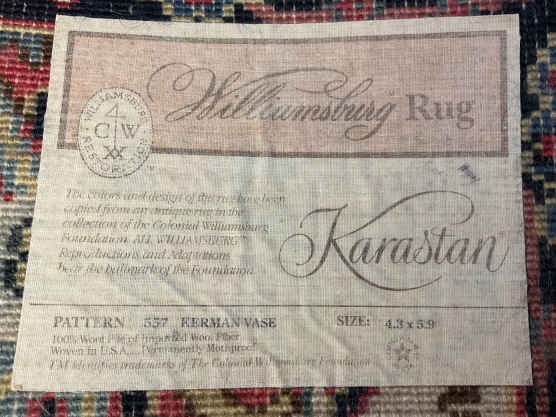 Williamsburg Rug
WILLIAMSBURG RESTORATION
C W
Karastan
The colors and design of the rug have been
copied from an antique rug in the
collection of the Colonial Williamsburg
Foundation. ALL WILLIAMSBURG
Reproductions and Adaptations
bear the hallmark of the Foundation.
PATTERN 557 KERMAN VASE SIZE: 4.3 x 5.9
100% Wool Pile of Imported Wool Fiber
Woven in U.S.A. Permanently Mothproof
TM identifies trademarks of The Colonial Williamsburg Foundation